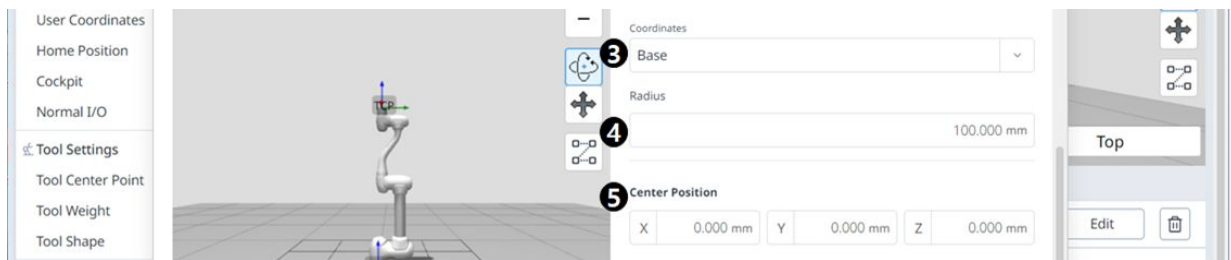 User Coordinates
Home Position
Cockpit
Normal I/O
Tool Settings
Tool Center Point
Tool Weight
Tool Shape
TCP
Coordinates
3 Base
Radius
4 100.000 mm
5 Center Position
X 0.000 mm Y 0.000 mm Z 0.000 mm
Top
Edit